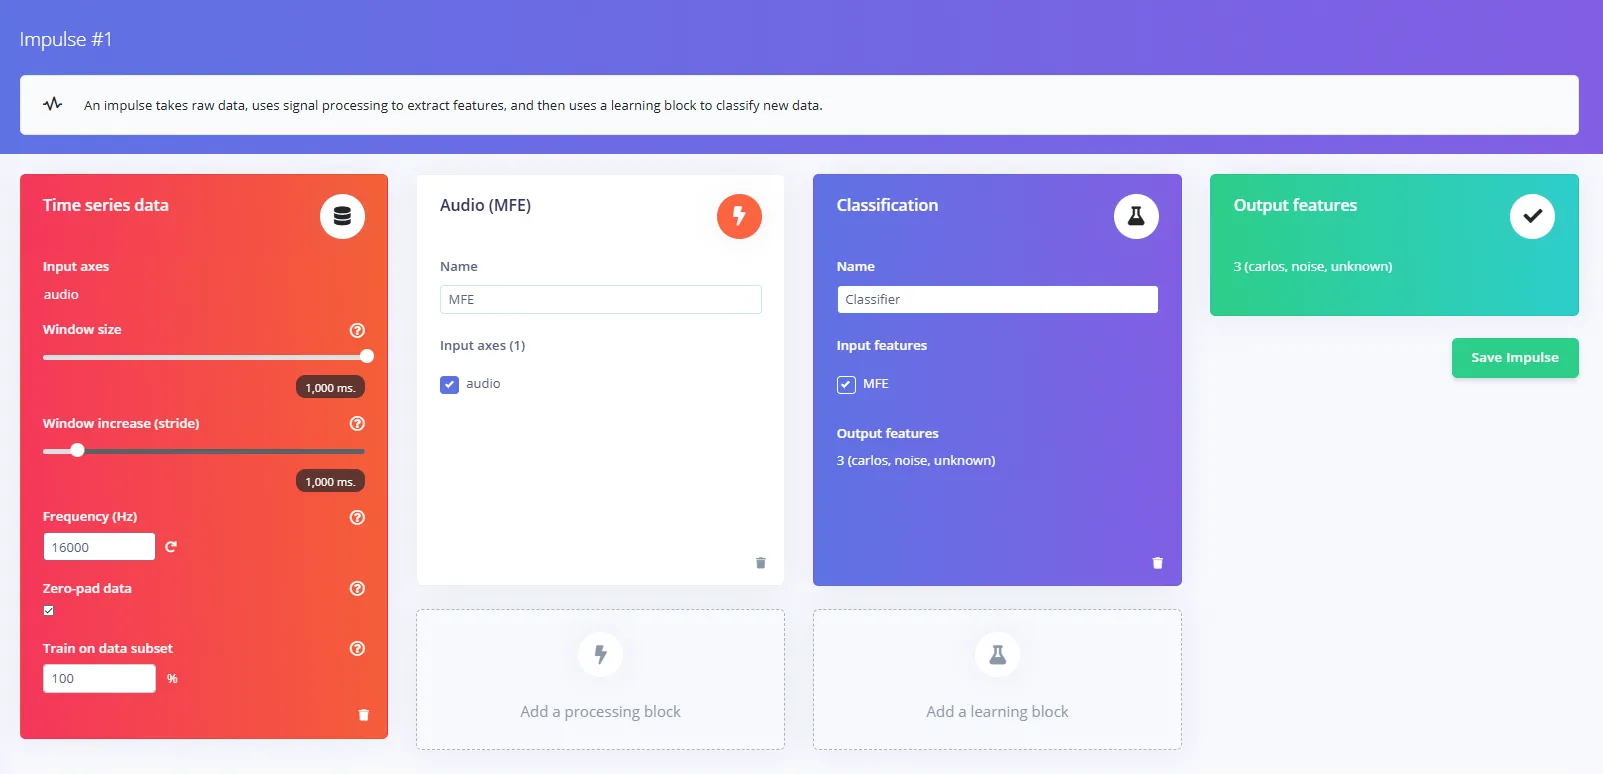 Impulse #1
An impulse takes raw data, uses signal processing to extract features, and then uses a learning block to classify new data.
Time series data
Input axes
audio
Window size
1,000 ms.
Window increase (stride)
1,000 ms.
Frequency (Hz)
16000
Zero-pad data
Train on data subset
100 %
Audio (MFE)
Name
MFE
Input axes (1)
audio
Add a processing block
Classification
Name
Classifier
Input features
MFE
Output features
3 (carlos, noise, unknown)
Add a learning block
Output features
3 (carlos, noise, unknown)
Save Impulse